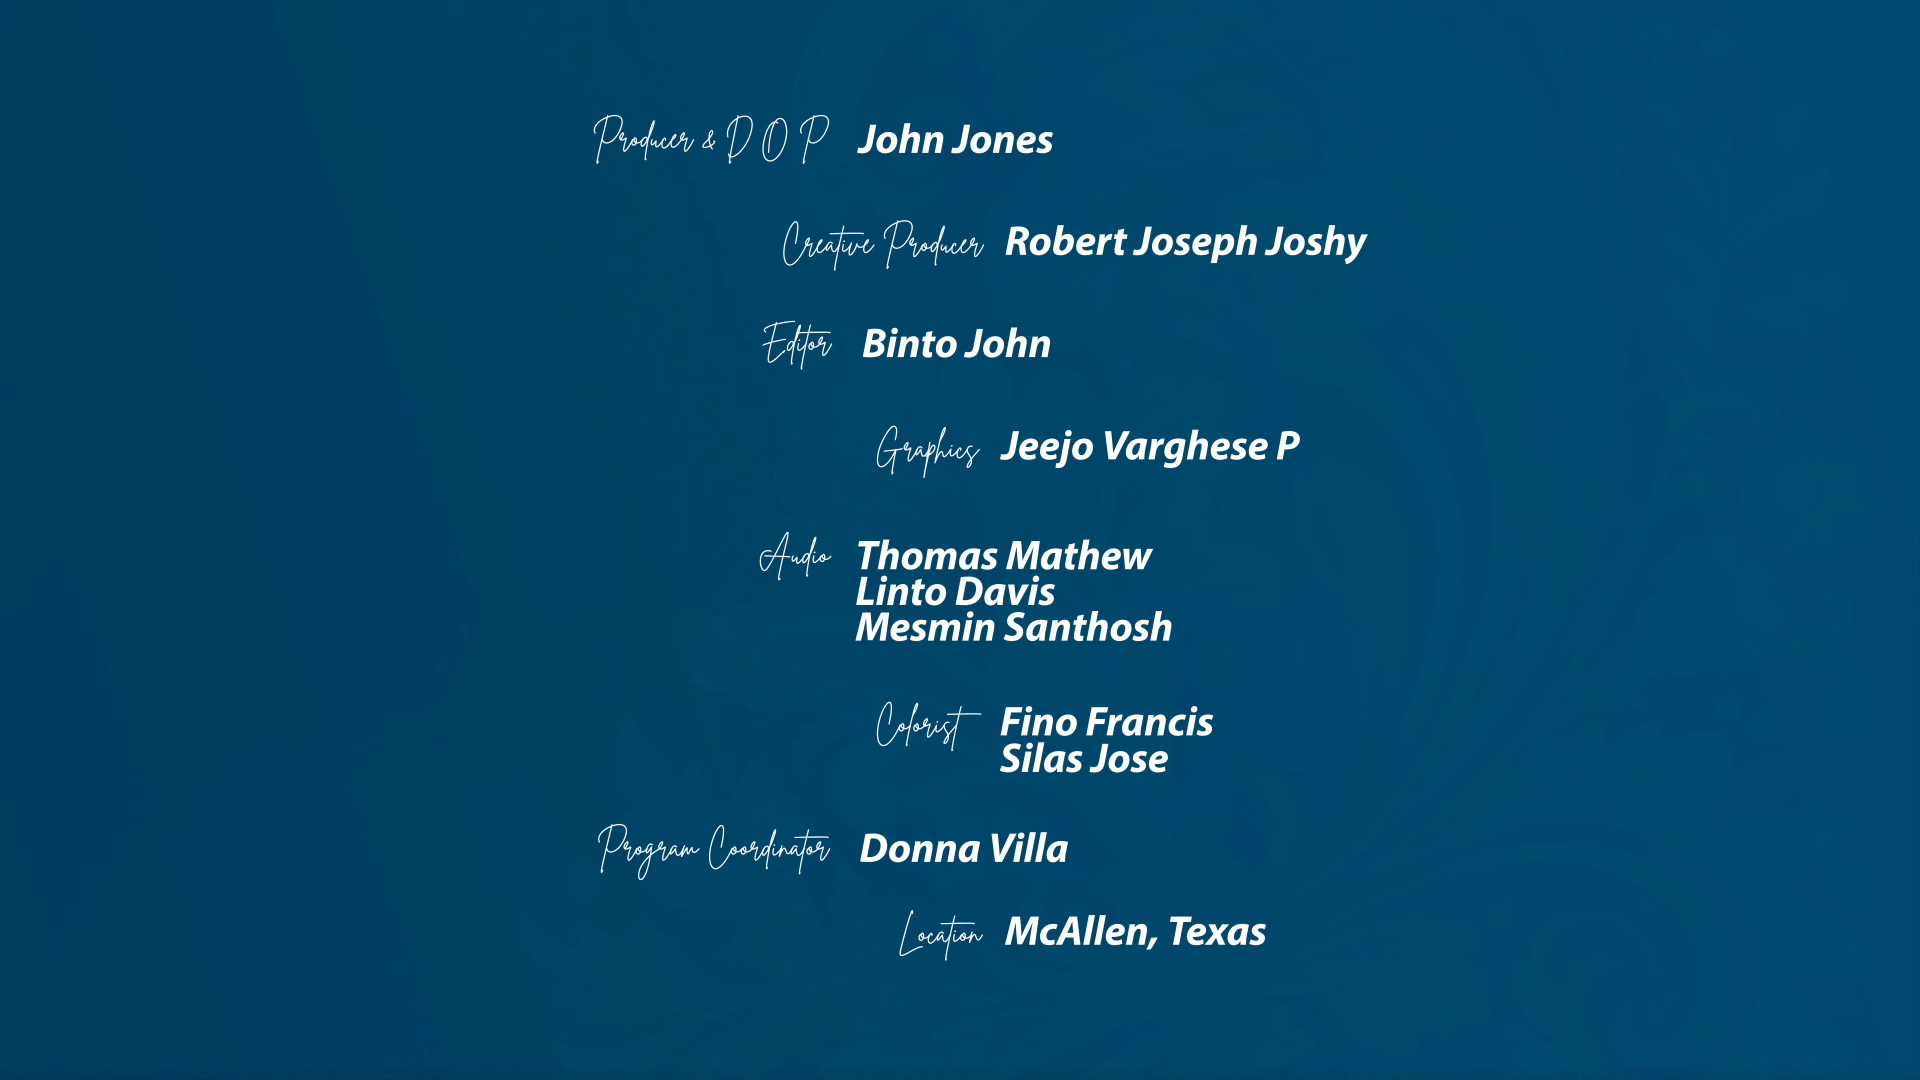 Producer & D O P John Jones
Creative Producer Robert Joseph Joshy
Editor Binto John
Graphics Jeejo Varghese P
Audio Thomas Mathew
Linto Davis
Mesmin Santhosh
Colorist Fino Francis
Silas Jose
Program Coordinator Donna Villa
Location McAllen, Texas